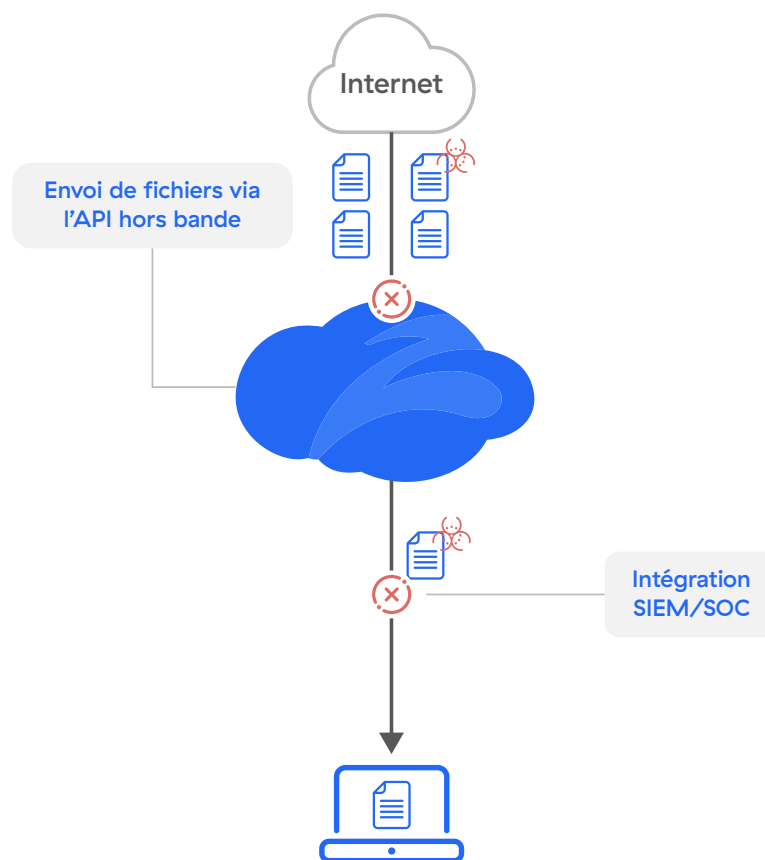 Internet
Envoi de fichiers via
l'API hors bande
Intégration
SIEM/SOC